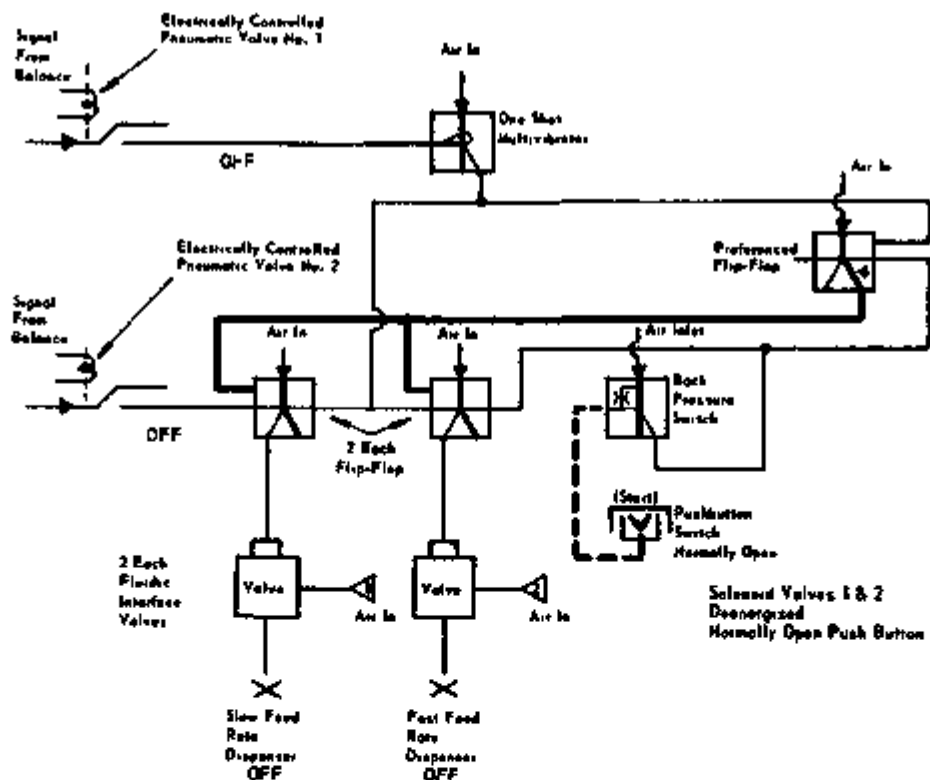 Signal
From
Balance
Electrically Controlled
Pneumatic Valve No. 1
Air In
One Shot
Multivibrator
OFF
Air In
Preferenced
Flip-Flop
Electrically Controlled
Pneumatic Valve No. 2
Signal
From
Balance
Air In
Air In
Air Inlet
Back
Pressure
Switch
OFF
2 Each
Flip-Flop
(Start)
Pushbutton
Switch
Normally Open
2 Each
Fluidic
Interface
Valves
Valve
Air In
Valve
Air In
Solenoid Valves 1 & 2
Deenergized
Normally Open Push Button
Slow Feed
Rate
Dispenser
OFF
Fast Feed
Rate
Dispenser
OFF